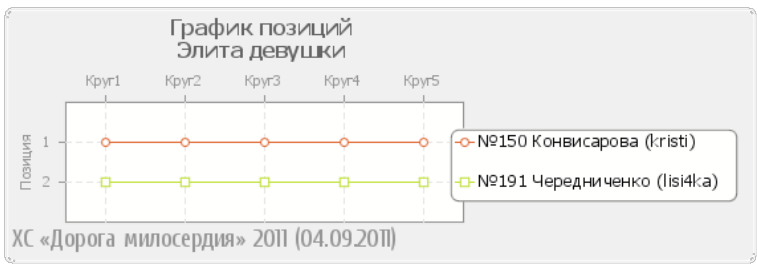 График позиций
Элита девушки
Круг1 Круг2 Круг3 Круг4 Круг5
Позиция
1
2
№150 Конвисарова (kristi)
№191 Чередниченко (lisi4ka)
ХС «Дорога милосердия» 2011 (04.09.2011)